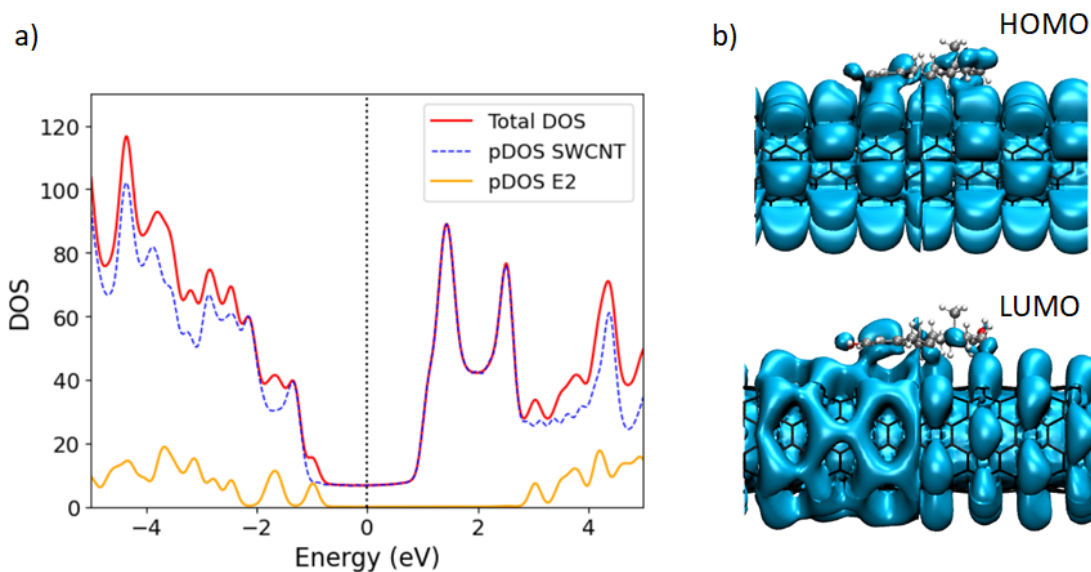 a)
120
100
80
60
40
20
0
DOS
−4
−2
0
2
4
Energy (eV)
Total DOS
pDOS SWCNT
pDOS E2
b)
HOMO
LUMO